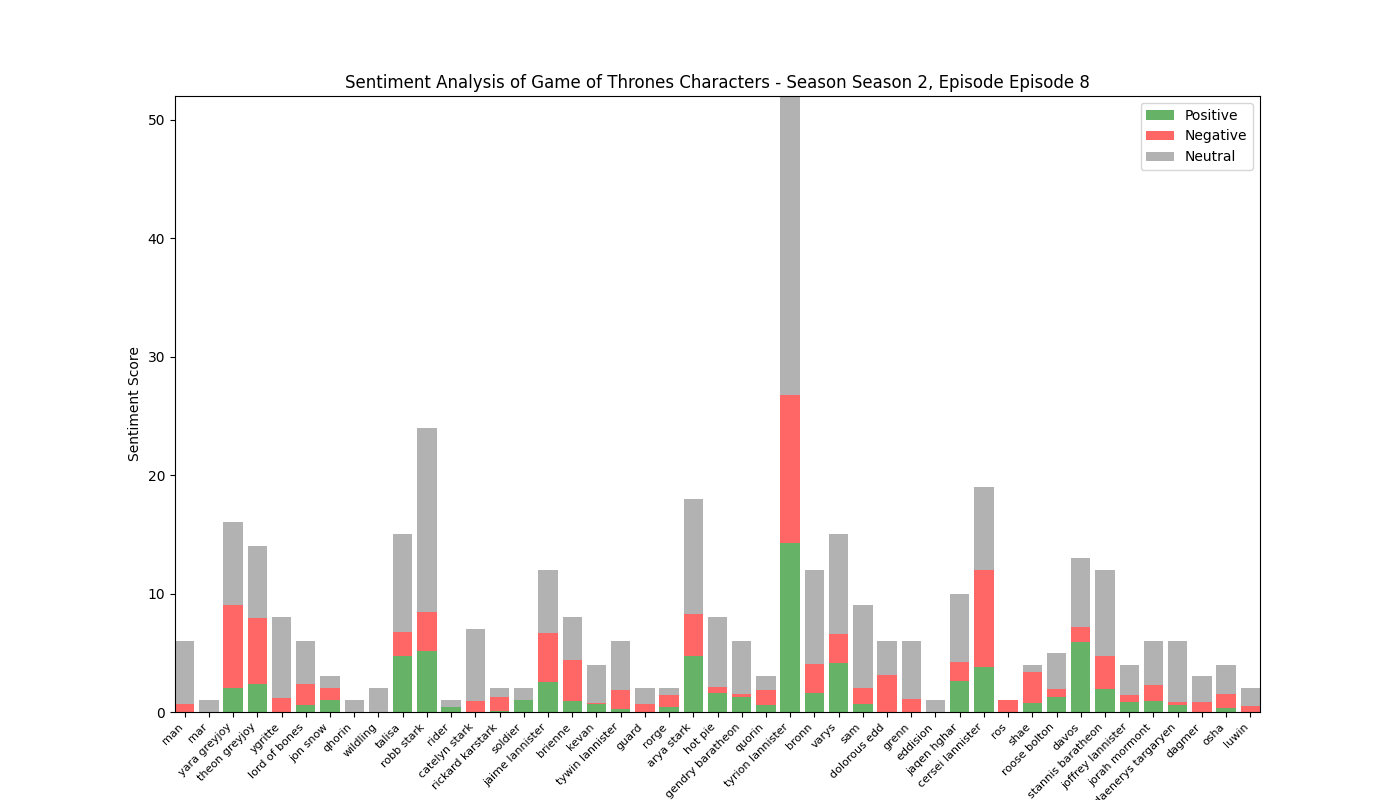 Sentiment Analysis of Game of Thrones Characters - Season Season 2, Episode Episode 8
Positive
Negative
Neutral
Sentiment Score
50
40
30
20
10
0
man
mar
yara greyjoy
theon greyjoy
ygritte
lord of bones
jon snow
qhorin
wildling
talisa
robb stark
rider
catelyn stark
rickard karstark
soldier
jaime lannister
brienne
kevan
tywin lannister
guard
rorge
arya stark
hot pie
gendry baratheon
quorin
tyrion lannister
bronn
varys
sam
dolorous edd
grenn
eddision
jaqen hghar
cersei lannister
ros
shae
roose bolton
davos
stannis baratheon
joffrey lannister
jorah mormont
daenerys targaryen
dagmer
osha
luwin